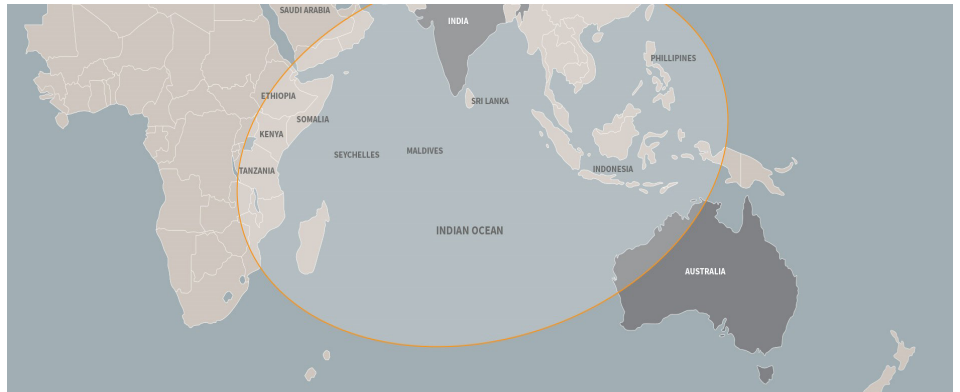 SAUDI ARABIA
INDIA
PHILLIPINES
ETHIOPIA
SRI LANKA
SOMALIA
KENYA
MALDIVES
SEYCHELLES
TANZANIA
INDONESIA
INDIAN OCEAN
AUSTRALIA